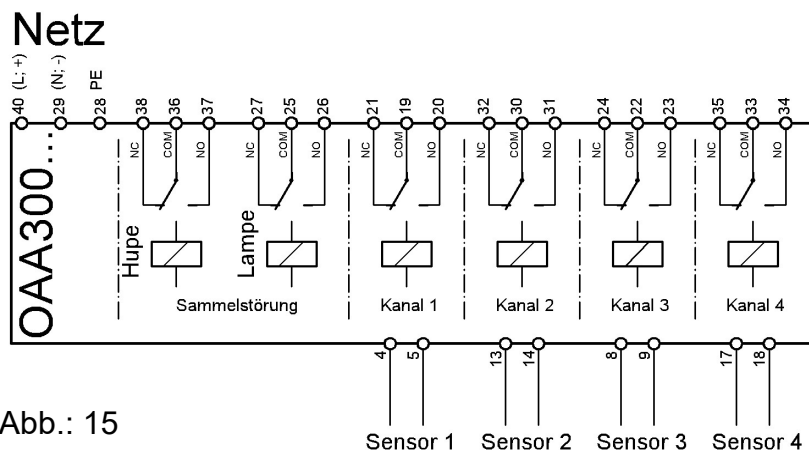 Netz
40 (L; +) 29 (N; -) 28 PE 38 36 37 27 25 26 21 19 20 32 30 31 24 22 23 35 33 34
NC COM NO NC COM NO NC COM NO NC COM NO NC COM NO NC COM NO
OAA300...
Hupe Lampe
Sammelstörung Kanal 1 Kanal 2 Kanal 3 Kanal 4
4 5 13 14 8 9 17 18
Abb.: 15
Sensor 1 Sensor 2 Sensor 3 Sensor 4